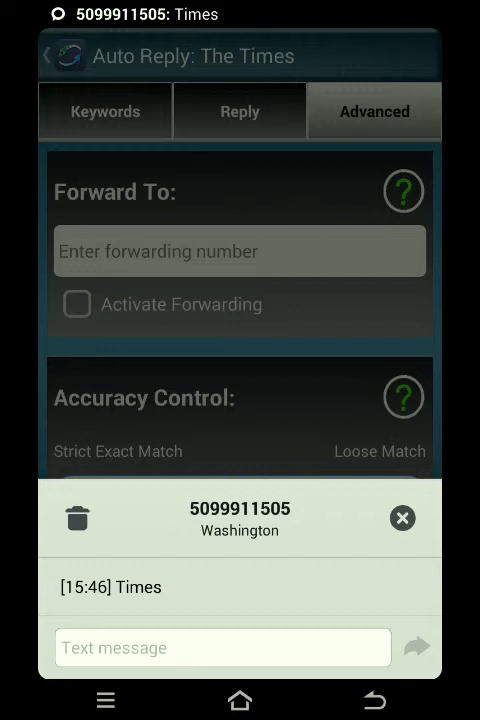 5099911505: Times
Auto Reply: The Times
Keywords
Reply
Advanced
Forward To:
?
Enter forwarding number
Activate Forwarding
Accuracy Control:
?
Strict Exact Match
Loose Match
5099911505
Washington
[15:46] Times
Text message